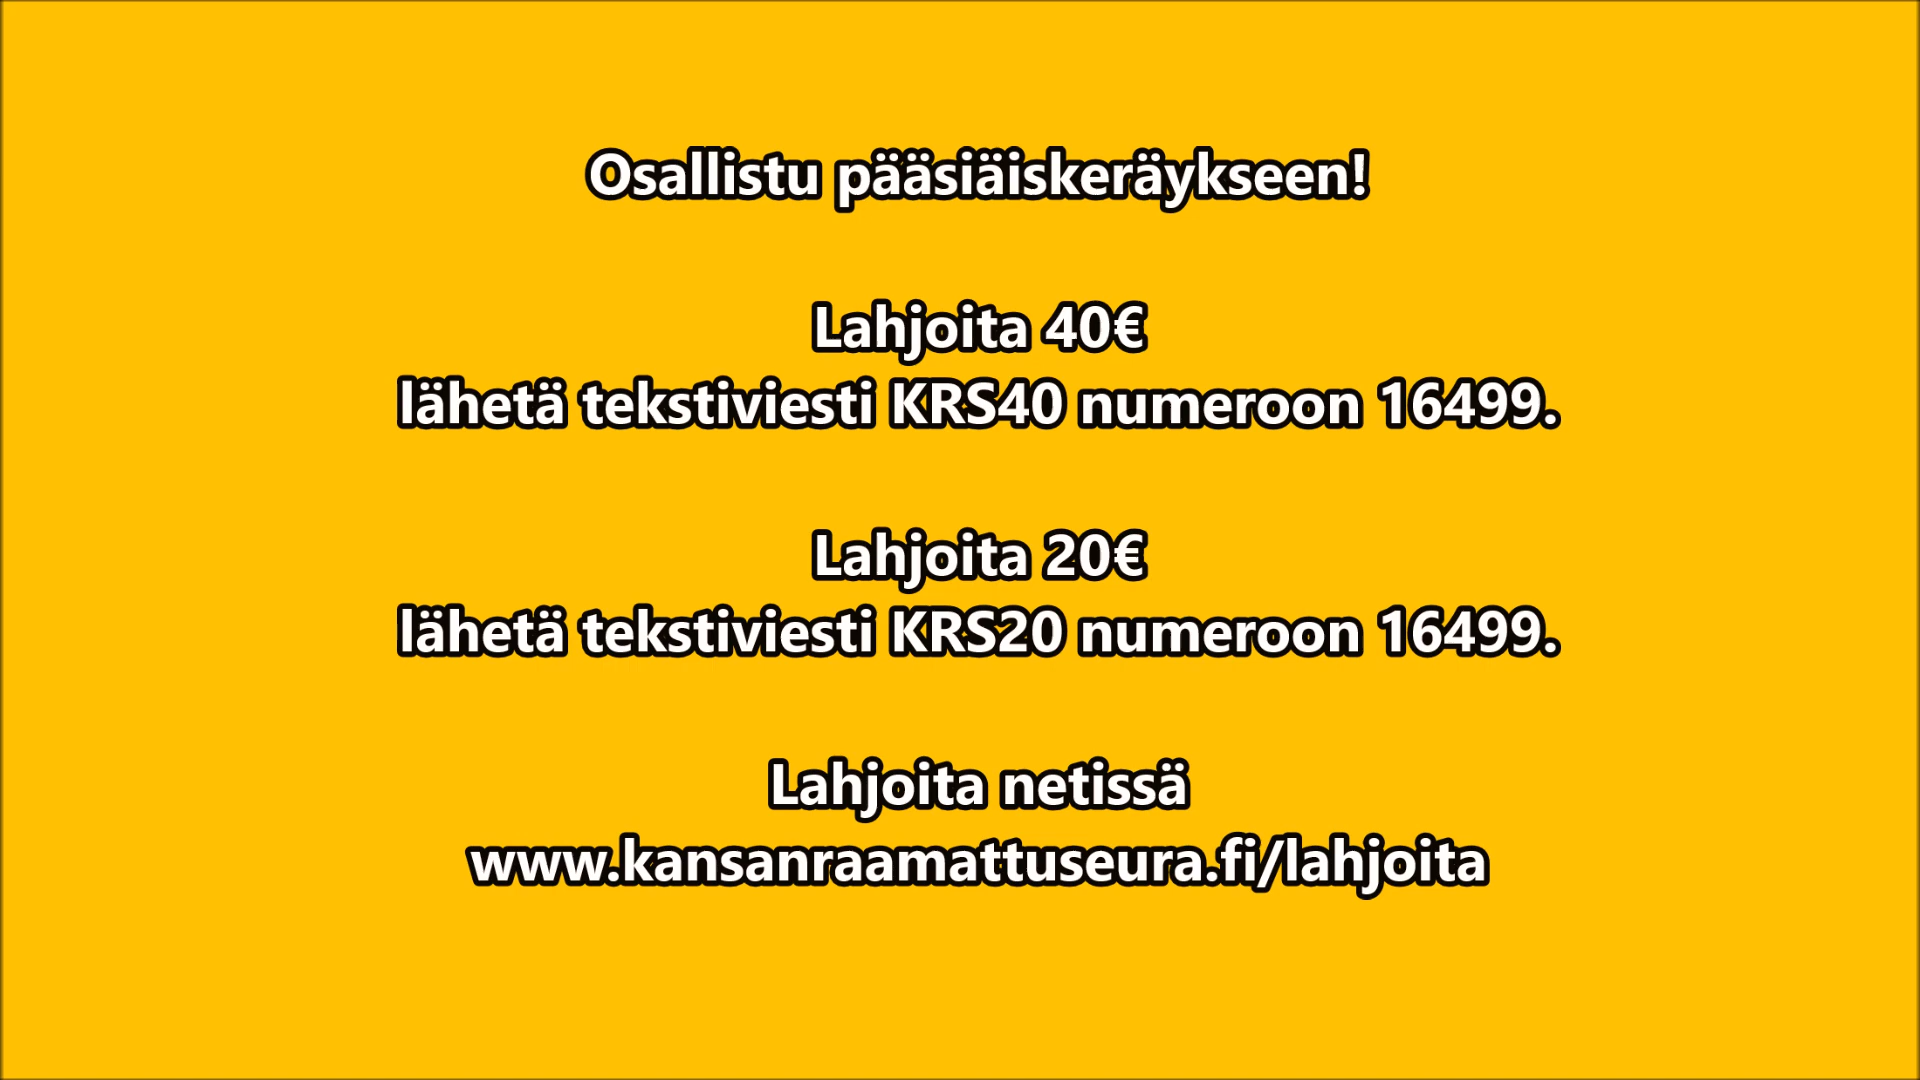 Osallistu pääsiäiskeräykseen!
Lahjoita 40€
lähetä tekstiviesti KRS40 numeroon 16499.
Lahjoita 20€
lähetä tekstiviesti KRS20 numeroon 16499.
Lahjoita netissä
www.kansanraamattuseura.fi/lahjoita